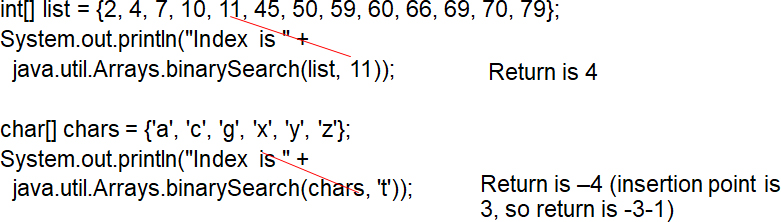 int[] list = {2, 4, 7, 10, 11, 45, 50, 59, 60, 66, 69, 70, 79};
System.out.println("Index is " +
java.util.Arrays.binarySearch(list, 11));
Return is 4
char[] chars = {'a', 'c', 'g', 'x', 'y', 'z'};
System.out.println("Index is " +
java.util.Arrays.binarySearch(chars, 't'));
Return is –4 (insertion point is
3, so return is -3-1)